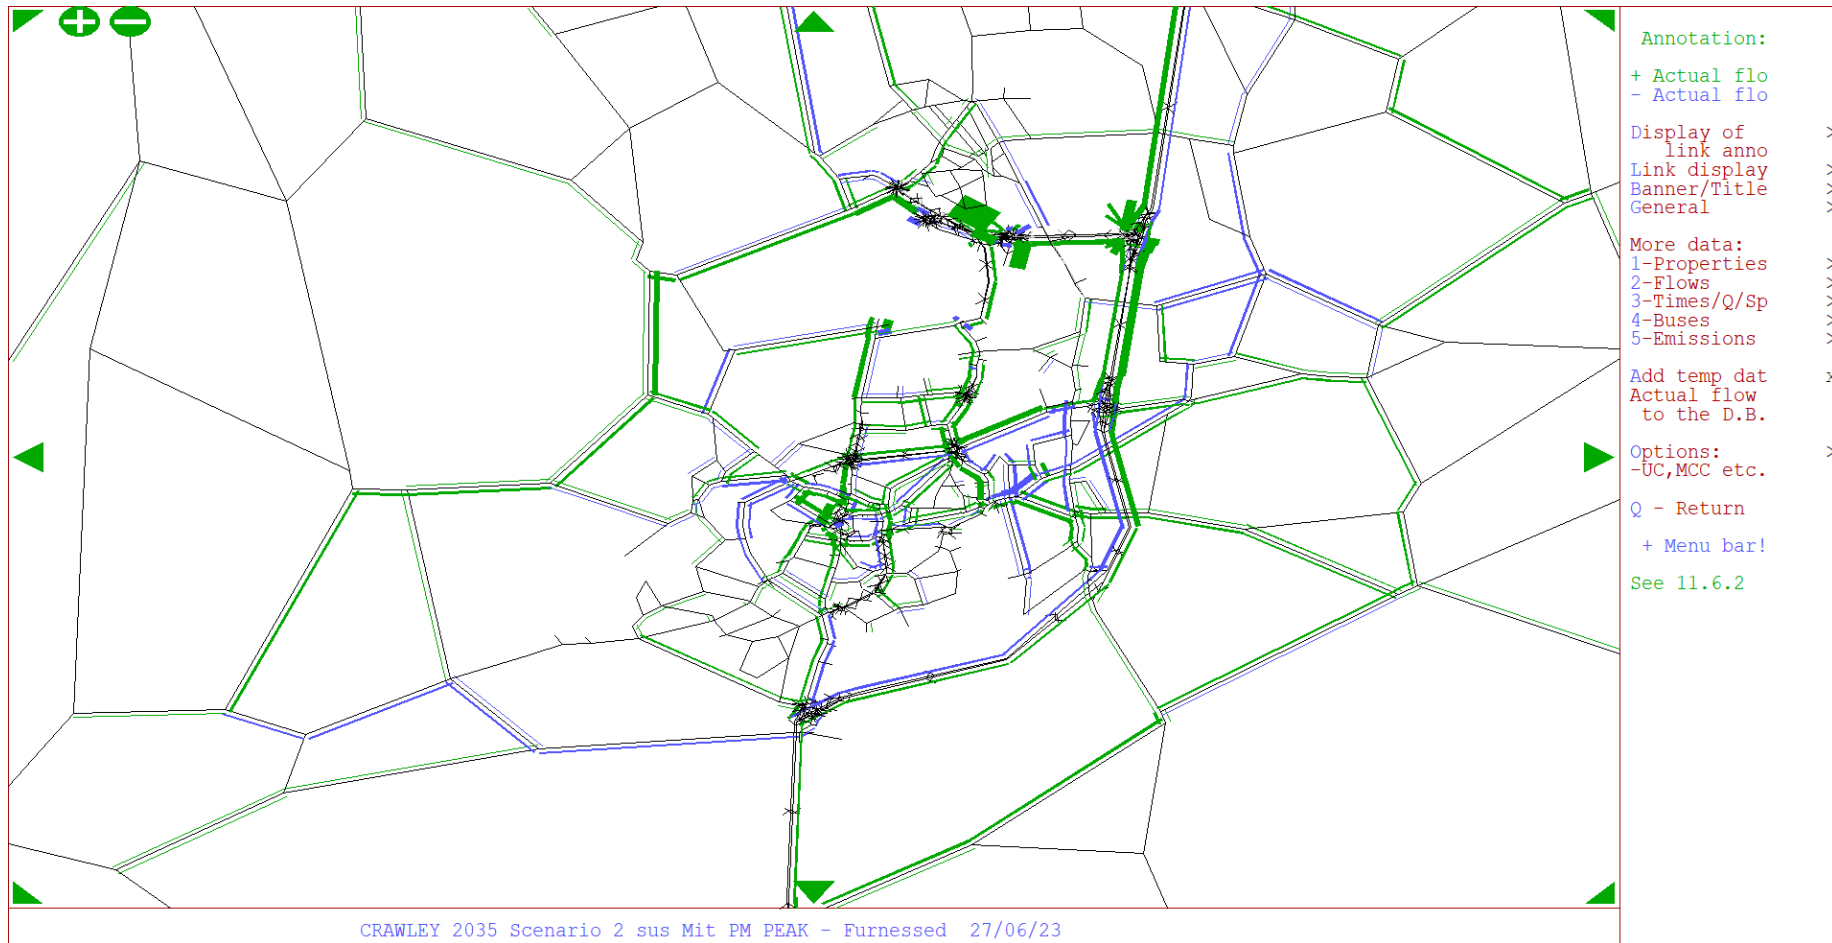 Annotation:
+ Actual flo
- Actual flo
Display of >
link anno
Link display >
Banner/Title >
General >
More data:
1-Properties >
2-Flows >
3-Times/Q/Sp >
4-Buses >
5-Emissions >
Add temp dat x
Actual flow
to the D.B.
Options: >
-UC,MCC etc.
Q - Return
+ Menu bar!
See 11.6.2
CRAWLEY 2035 Scenario 2 sus Mit PM PEAK - Furnessed 27/06/23